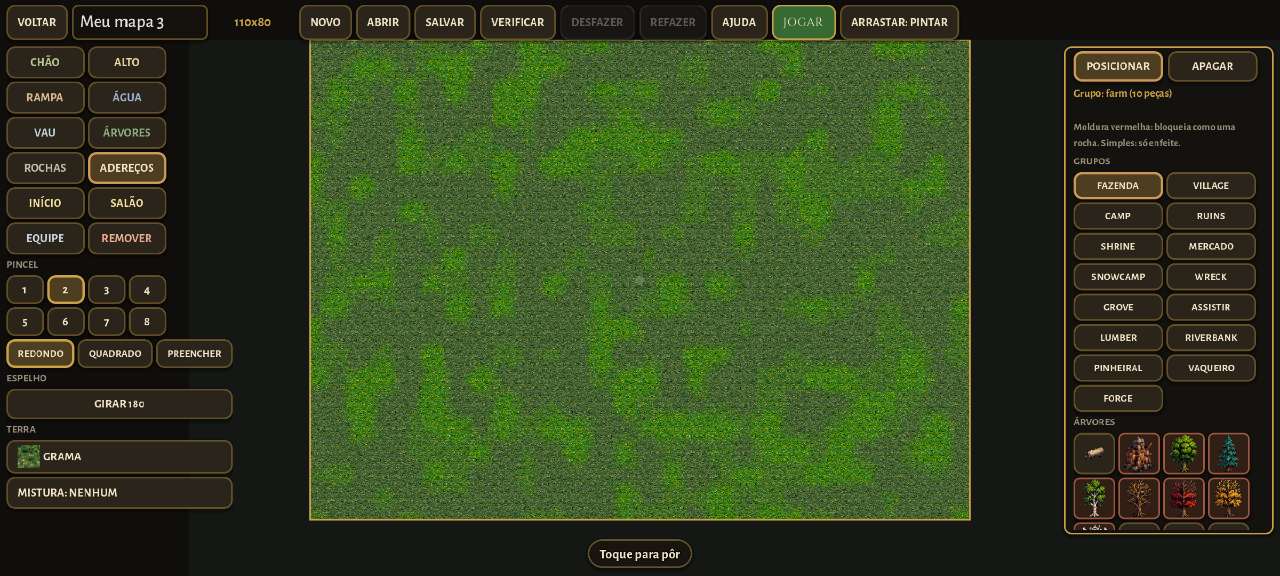 VOLTAR
Meu mapa 3
110x80
NOVO
ABRIR
SALVAR
VERIFICAR
DESFAZER
REFAZER
AJUDA
JOGAR
ARRASTAR: PINTAR
CHÃO
ALTO
RAMPA
ÁGUA
VAU
ÁRVORES
ROCHAS
ADEREÇOS
INÍCIO
SALÃO
EQUIPE
REMOVER
PINCEL
1
2
3
4
5
6
7
8
REDONDO
QUADRADO
PREENCHER
ESPELHO
GIRAR 180
TERRA
GRAMA
MISTURA: NENHUM
Toque para pôr
POSICIONAR
APAGAR
Grupo: farm (10 peças)
Moldura vermelha: bloqueia como uma
rocha. Simples: só enfeite.
GRUPOS
FAZENDA
VILLAGE
CAMP
RUINS
SHRINE
MERCADO
SNOWCAMP
WRECK
GROVE
ASSISTIR
LUMBER
RIVERBANK
PINHEIRAL
VAQUEIRO
FORGE
ÁRVORES